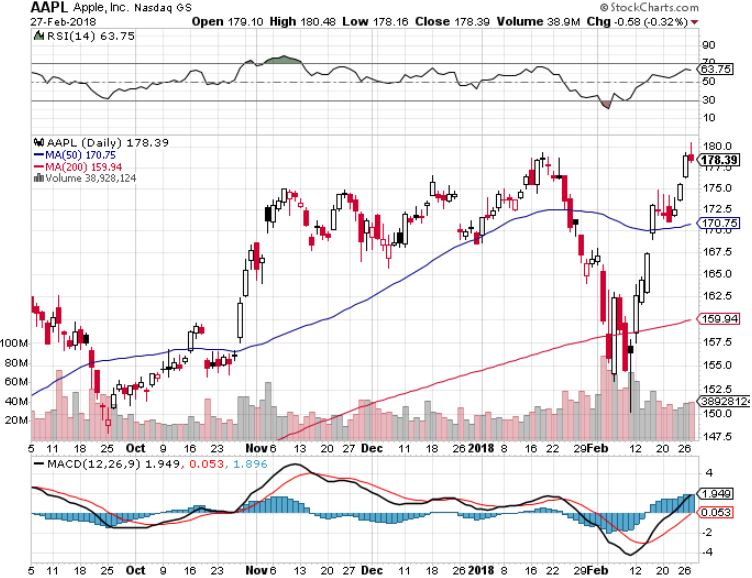 AAPL Apple, Inc. Nasdaq GS © StockCharts.com
27-Feb-2018 Open 179.10 High 180.48 Low 178.16 Close 178.39 Volume 38.9M Chg -0.58 (-0.32%)
RSI(14) 63.75
90
70
63.75
50
30
10
AAPL (Daily) 178.39
MA(50) 170.75
MA(200) 159.94
Volume 38,928,124
180.0
178.39
177.5
175.0
172.5
170.75
170.0
167.5
165.0
162.5
159.94
157.5
155.0
152.5
150.0
147.5
100M
80M
60M
40M
20M
38928124
5 11 18 25 Oct 9 16 23 Nov 6 13 20 27 Dec 11 18 26 2018 8 16 22 29 Feb 12 20 26
MACD(12,26,9) 1.949, 0.053, 1.896
4
1.949
0.053
-2
-4
5 11 18 25 Oct 9 16 23 Nov 6 13 20 27 Dec 11 18 26 2018 8 16 22 29 Feb 12 20 26